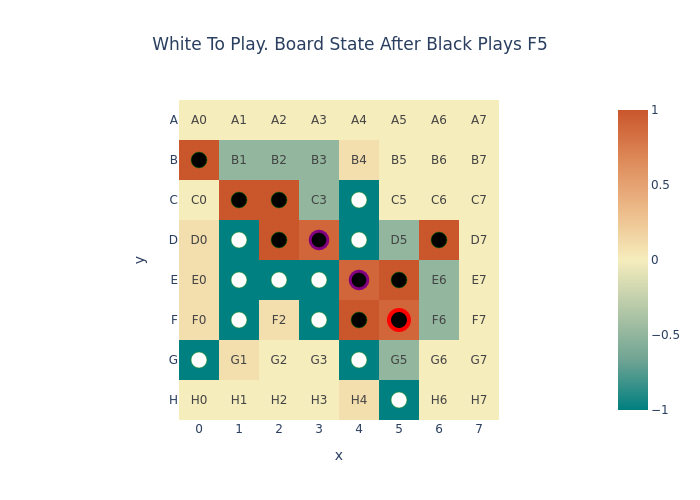 White To Play. Board State After Black Plays F5
A A0 A1 A2 A3 A4 A5 A6 A7
B B1 B2 B3 B4 B5 B6 B7
C C0 C3 C5 C6 C7
D D0 D5 D7
E E0 E6 E7
F F0 F2 F6 F7
G G1 G2 G3 G5 G6 G7
H H0 H1 H2 H3 H4 H6 H7
0 1 2 3 4 5 6 7
x
y
1
0.5
0
−0.5
−1